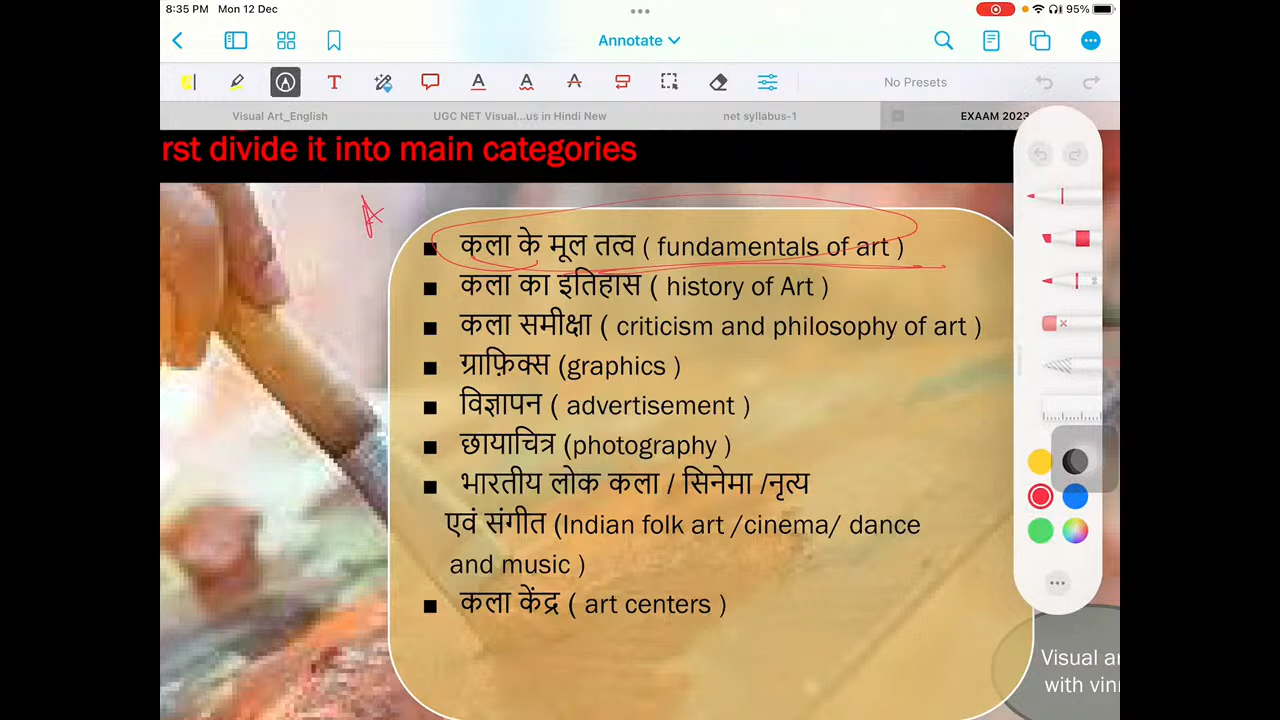 8:35 PM Mon 12 Dec
95%
Annotate
No Presets
Visual Art_English
UGC NET Visual...us in Hindi New
net syllabus-1
EXAAM 2023
rst divide it into main categories
A
■ कला के मूल तत्व ( fundamentals of art )
■ कला का इतिहास ( history of Art )
■ कला समीक्षा ( criticism and philosophy of art )
■ ग्राफ़िक्स (graphics )
■ विज्ञापन ( advertisement )
■ छायाचित्र (photography )
■ भारतीय लोक कला / सिनेमा /नृत्य
एवं संगीत (Indian folk art /cinema/ dance
and music )
■ कला केंद्र ( art centers )
Visual
with